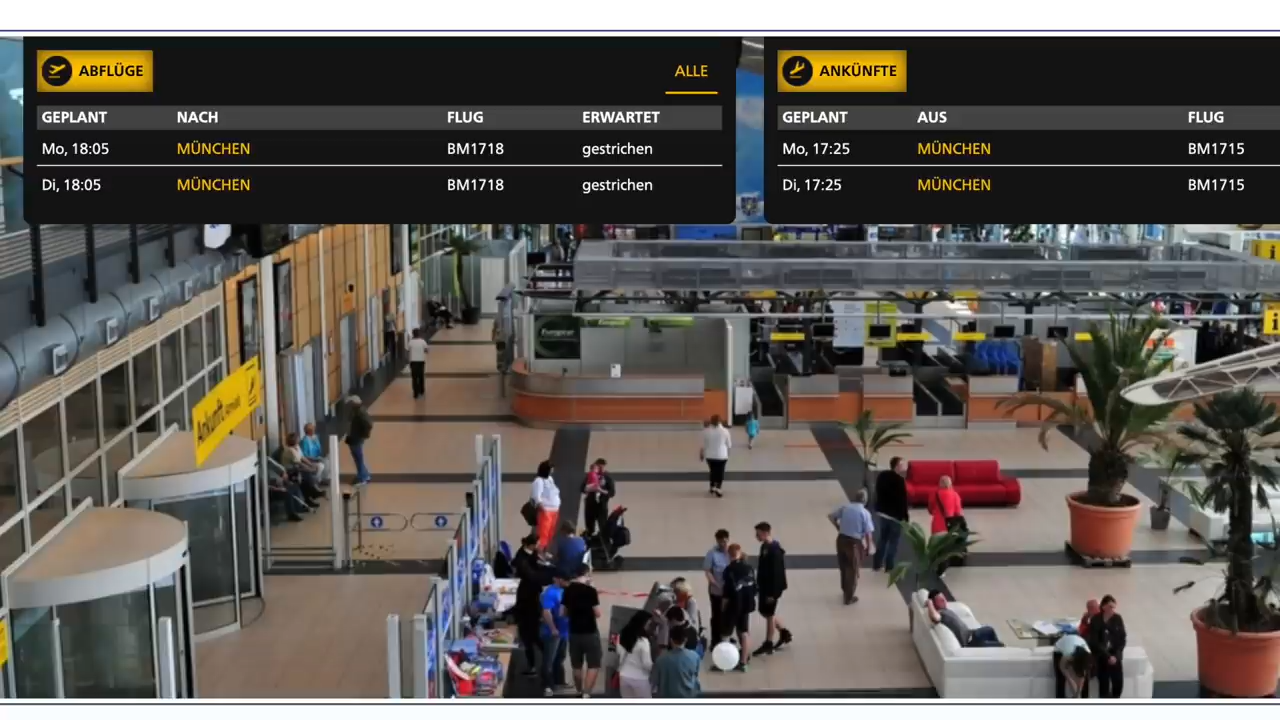 ABFLÜGE
ALLE
GEPLANT NACH FLUG ERWARTET
Mo, 18:05 MÜNCHEN BM1718 gestrichen
Di, 18:05 MÜNCHEN BM1718 gestrichen
ANKÜNFTE
GEPLANT AUS FLUG
Mo, 17:25 MÜNCHEN BM1715
Di, 17:25 MÜNCHEN BM1715
Europcar
Ankunft